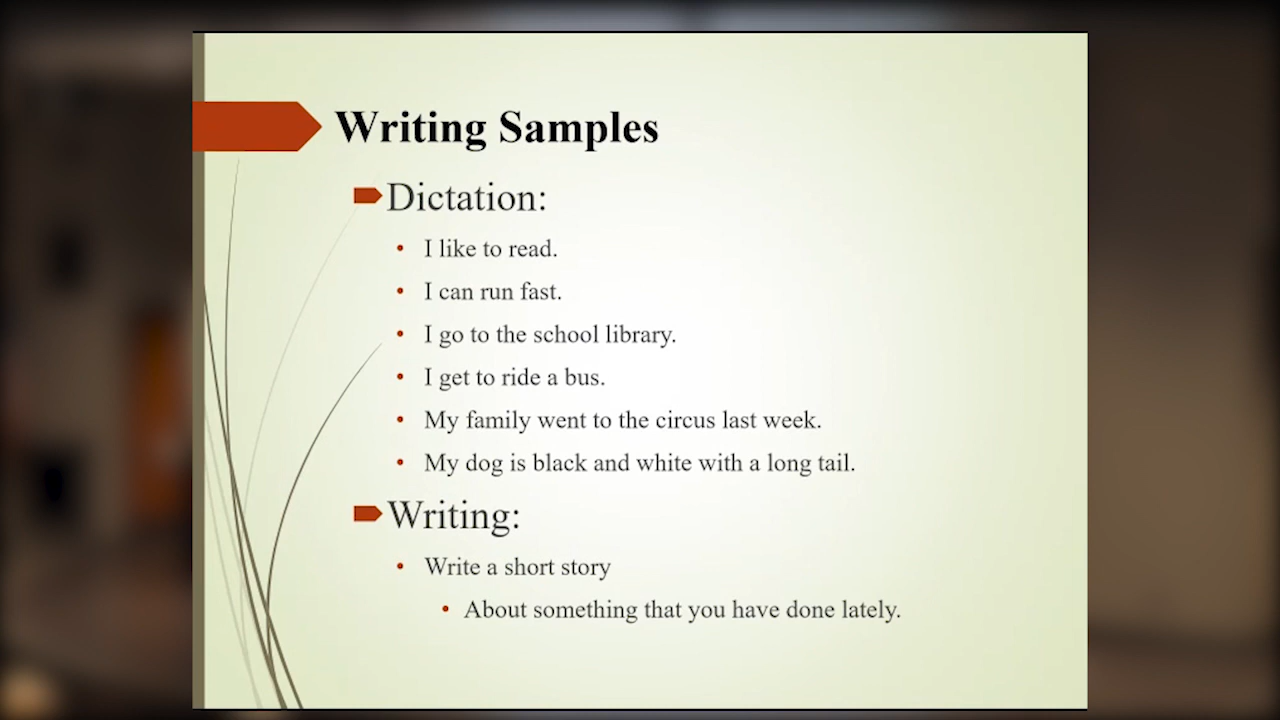 Writing Samples
Dictation:
I like to read.
I can run fast.
I go to the school library.
I get to ride a bus.
My family went to the circus last week.
My dog is black and white with a long tail.
Writing:
Write a short story
About something that you have done lately.